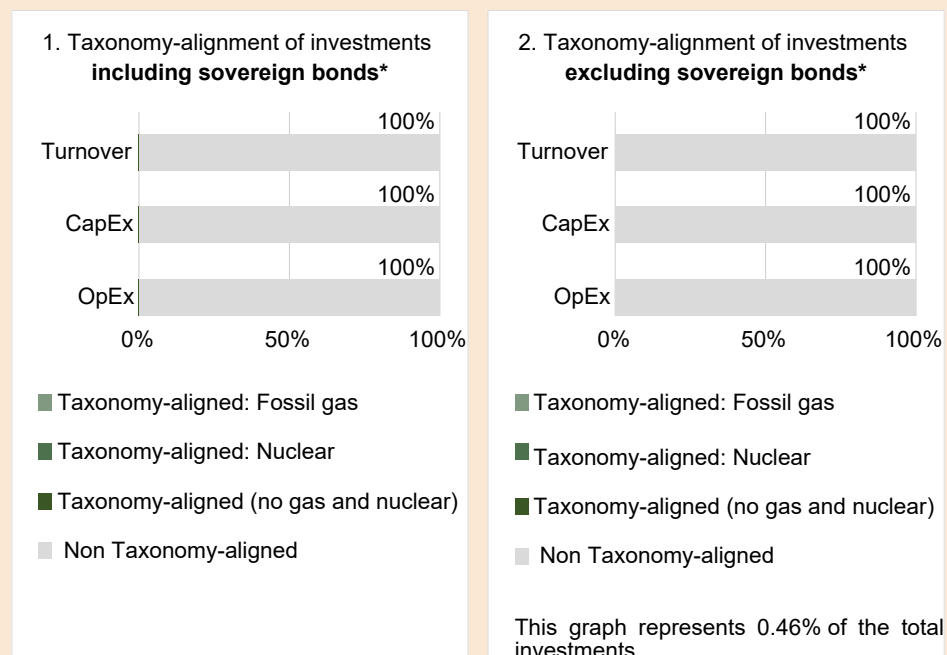 1. Taxonomy-alignment of investments
including sovereign bonds*
100%
Turnover
100%
CapEx
100%
OpEx
0% 50% 100%
Taxonomy-aligned: Fossil gas
Taxonomy-aligned: Nuclear
Taxonomy-aligned (no gas and nuclear)
Non Taxonomy-aligned
2. Taxonomy-alignment of investments
excluding sovereign bonds*
100%
Turnover
100%
CapEx
100%
OpEx
0% 50% 100%
Taxonomy-aligned: Fossil gas
Taxonomy-aligned: Nuclear
Taxonomy-aligned (no gas and nuclear)
Non Taxonomy-aligned
This graph represents 0.46% of the total
investments